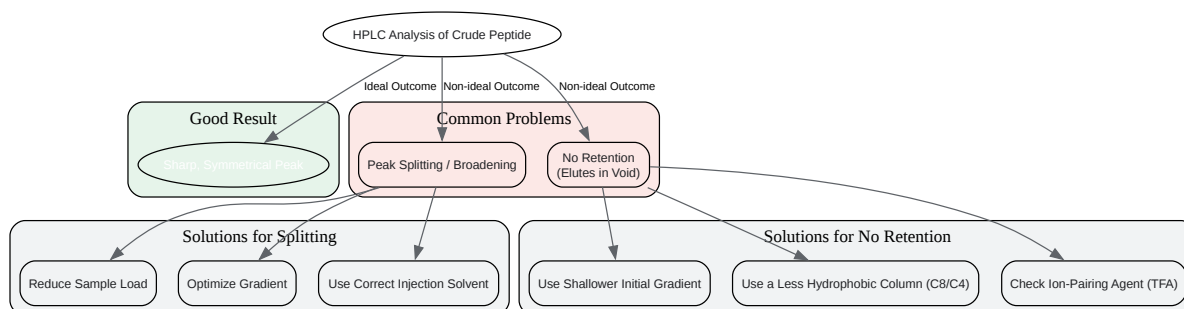 HPLC Analysis of Crude Peptide
Ideal Outcome
Non-ideal Outcome
Non-ideal Outcome
Good Result
Common Problems
Sharp, Symmetrical Peak
Peak Splitting / Broadening
No Retention
(Elutes in Void)
Solutions for Splitting
Solutions for No Retention
Reduce Sample Load
Optimize Gradient
Use Correct Injection Solvent
Use Shallower Initial Gradient
Use a Less Hydrophobic Column (C8/C4)
Check Ion-Pairing Agent (TFA)